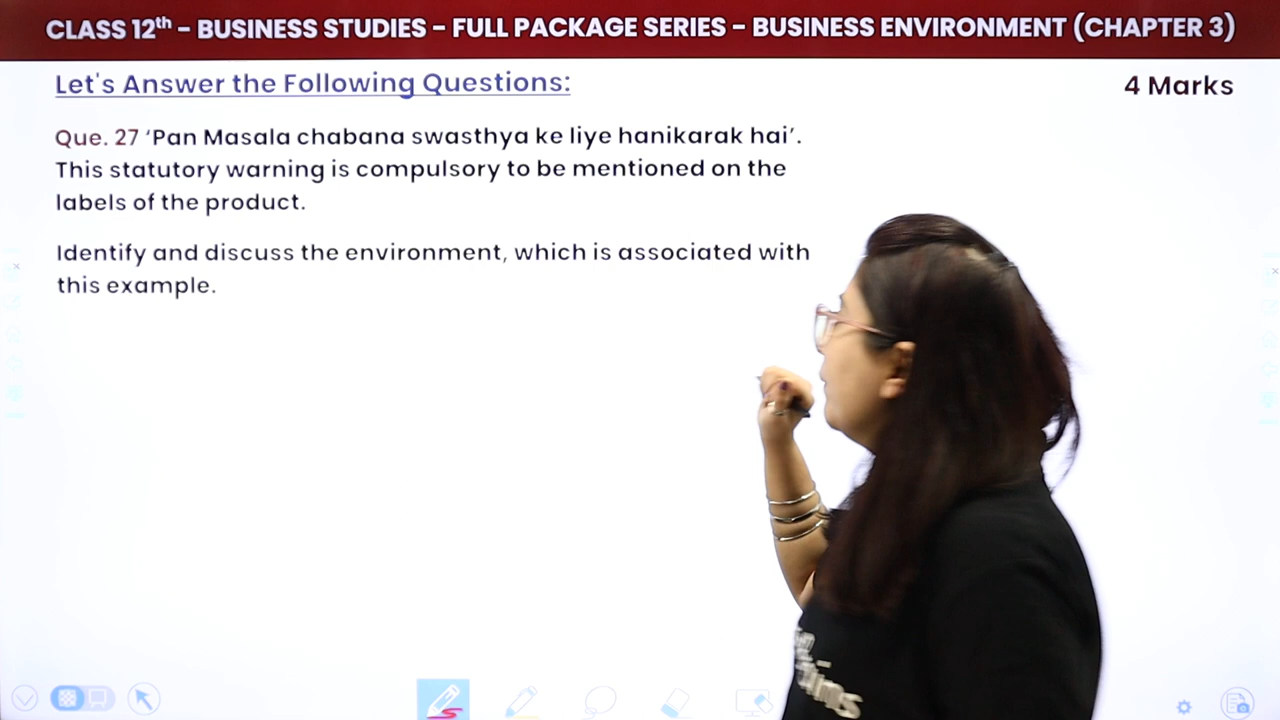 CLASS 12th – BUSINESS STUDIES – FULL PACKAGE SERIES – BUSINESS ENVIRONMENT (CHAPTER 3)
Let's Answer the Following Questions:
4 Marks
Que. 27 ‘Pan Masala chabana swasthya ke liye hanikarak hai’.
This statutory warning is compulsory to be mentioned on the
labels of the product.
Identify and discuss the environment, which is associated with
this example.